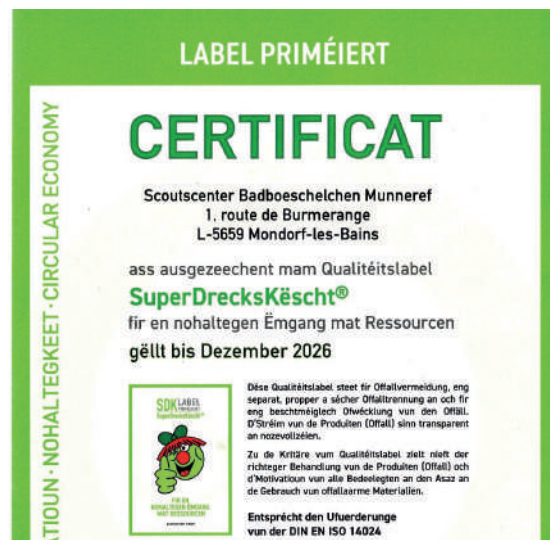 LABEL PRIMÉIERT
NOHALTEGKEET · CIRCULAR ECONOMY
CERTIFICAT
Scoutscenter Badboeschelchen Munneref
1, route de Burmerange
L-5659 Mondorf-les-Bains
ass ausgezeechent mam Qualitéitslabel
SuperDrecksKëscht®
fir en nohaltegen Ëmgang mat Ressourcen
gëllt bis Dezember 2026
SDK LABEL
PRIMÉIERT
SuperDrecksKëscht®
FIR EN
NOHALTEGEN ËMGANG
MAT RESSOURCEN
Dëse Qualitéitslabel steet fir Offallvermeidung, eng
separat, propper a sécher Offalltrennung an och fir
eng beschtméiglech Ofwécklung vun den Offäll.
D'Stréim vun de Produiten (Offall) sinn transparent
an nozevollzéien.
Zu de Kritäre vum Qualitéitslabel zielt nieft der
richteger Behandlung vun de Produiten (Offall) och
d'Motivatioun vun alle Bedeelegten an den Asaz an
de Gebrauch vun offallaarme Materialien.
Entsprécht den Ufuerderunge
vun der DIN EN ISO 14024